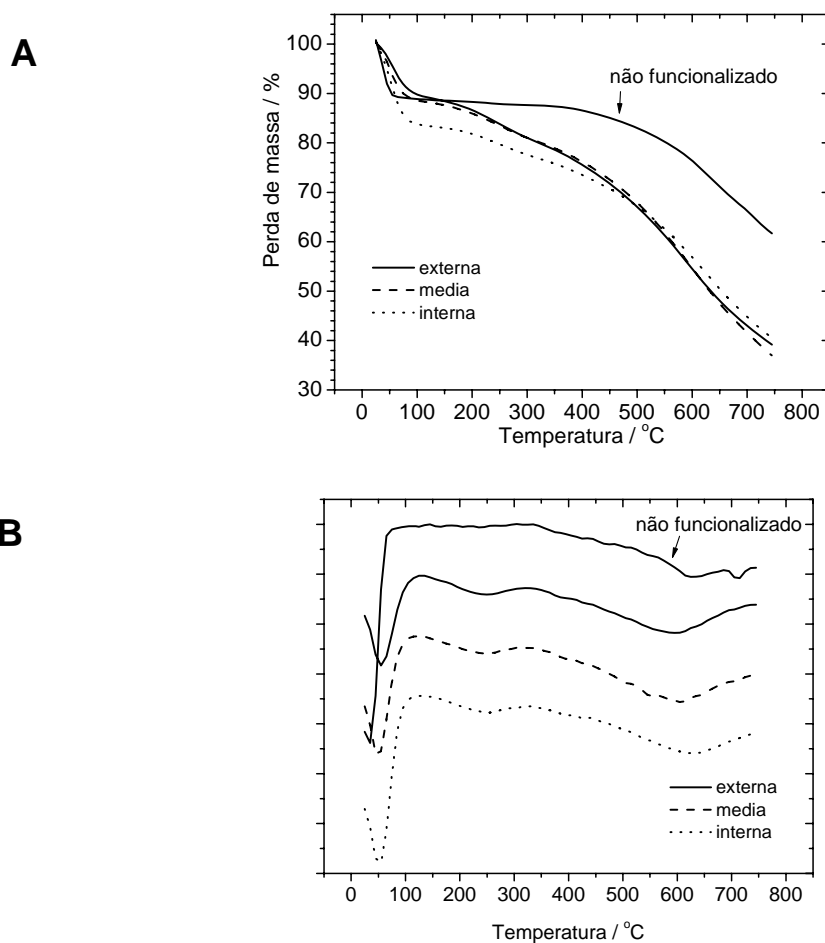 A
100
90
80
70
60
50
40
30
Perda de massa / %
não funcionalizado
externa
media
interna
0 100 200 300 400 500 600 700 800
Temperatura / °C
B
não funcionalizado
externa
media
interna
0 100 200 300 400 500 600 700 800
Temperatura / °C